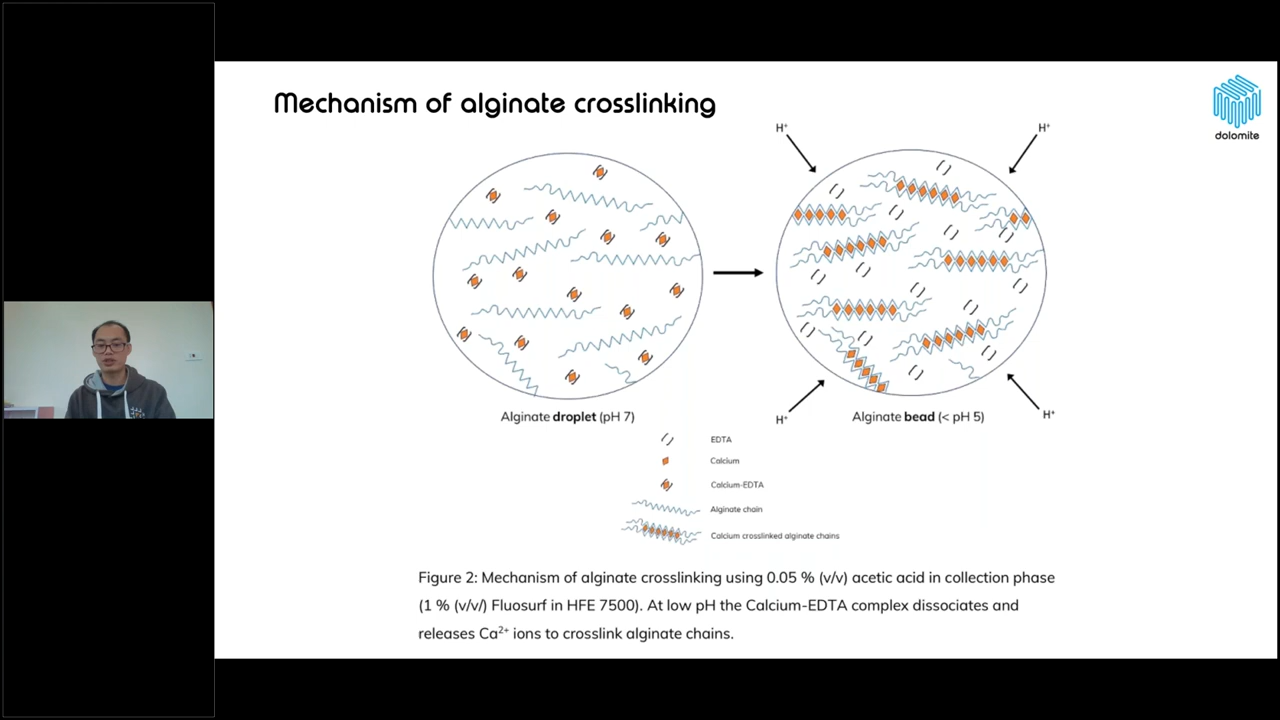 Mechanism of alginate crosslinking
dolomite
H⁺
H⁺
H⁺
H⁺
Alginate droplet (pH 7)
Alginate bead (< pH 5)
EDTA
Calcium
Calcium-EDTA
Alginate chain
Calcium crosslinked alginate chains
Figure 2: Mechanism of alginate crosslinking using 0.05 % (v/v) acetic acid in collection phase
(1 % (v/v/) Fluosurf in HFE 7500). At low pH the Calcium-EDTA complex dissociates and
releases Ca²⁺ ions to crosslink alginate chains.